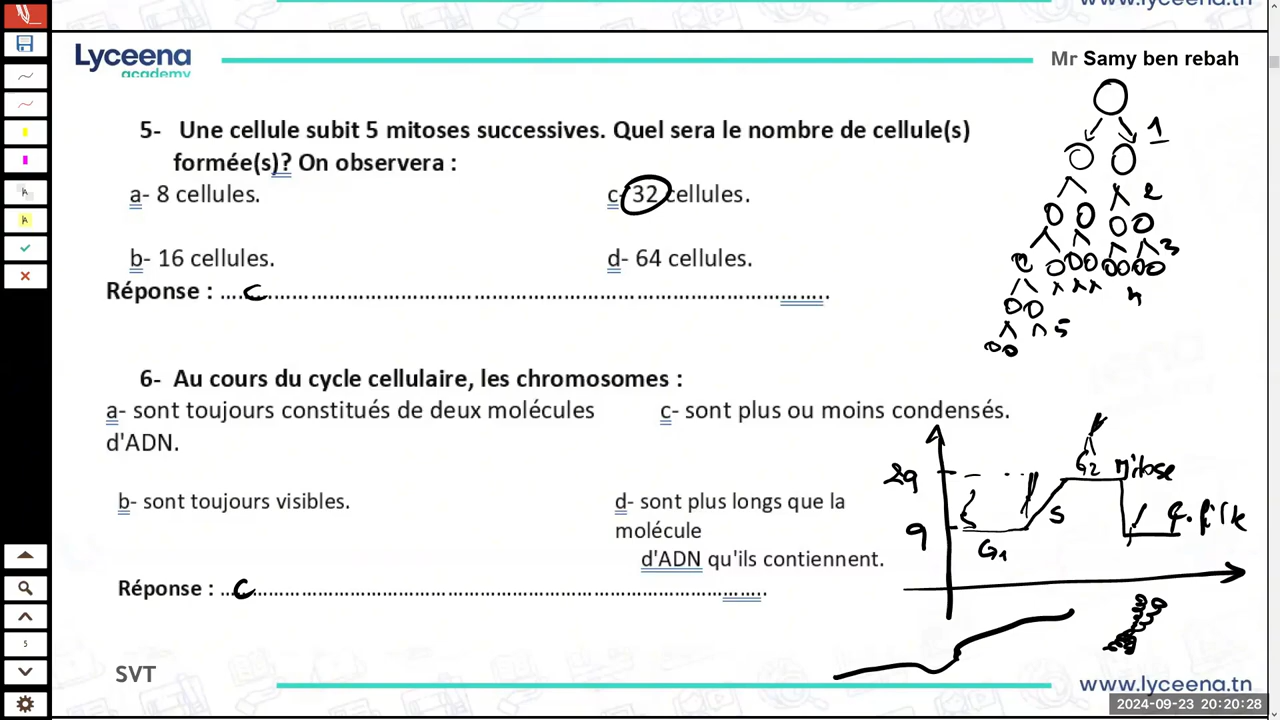 www.lyceena.tn
Lyceena
academy
Mr Samy ben rebah
5- Une cellule subit 5 mitoses successives. Quel sera le nombre de cellule(s)
formée(s)? On observera :
a- 8 cellules.
c- 32 cellules.
b- 16 cellules.
d- 64 cellules.
Réponse : ....c..............................................................................
1
2
3
4
5
6- Au cours du cycle cellulaire, les chromosomes :
a- sont toujours constitués de deux molécules
d'ADN.
c- sont plus ou moins condensés.
b- sont toujours visibles.
d- sont plus longs que la
molécule
d'ADN qu'ils contiennent.
Réponse : ...c..............................................................................
2q
q
G1
S
G2
mitose
SVT
www.lyceena.tn
5
2024-09-23 20:20:28